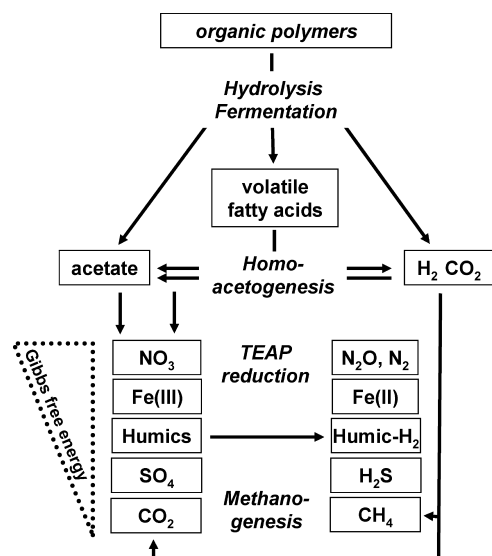 organic polymers
Hydrolysis
Fermentation
volatile
fatty acids
acetate
Homo-
acetogenesis
H₂ CO₂
Gibbs free energy
NO₃
TEAP
reduction
N₂O, N₂
Fe(III)
Fe(II)
Humics
Humic-H₂
SO₄
H₂S
Methano-
genesis
CO₂
CH₄